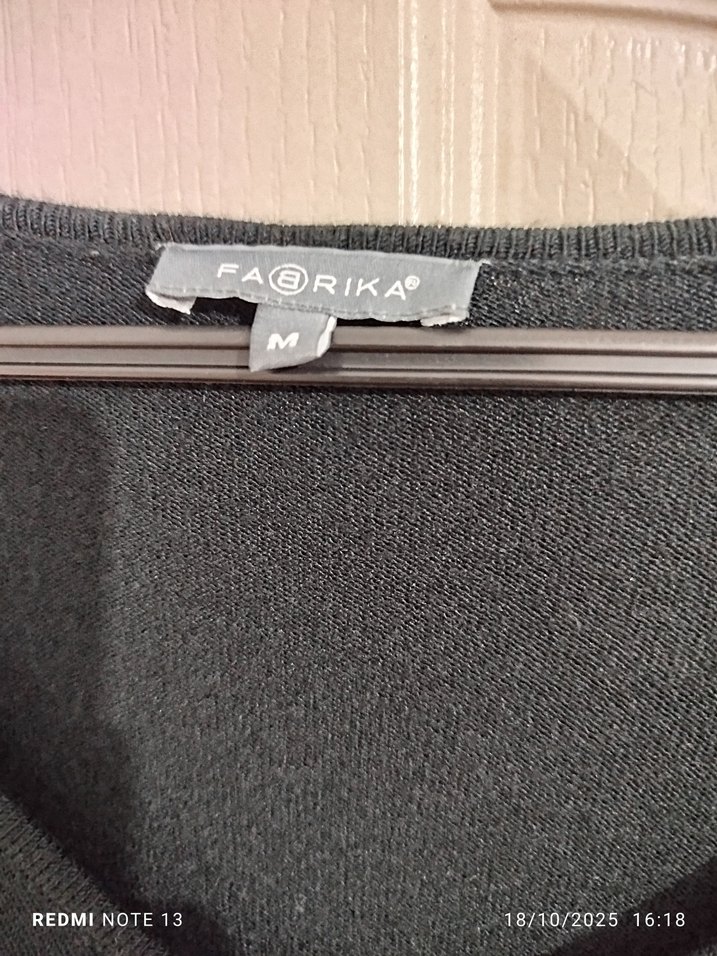 FABRIKA®
M
REDMI NOTE 13
18/10/2025 16:18